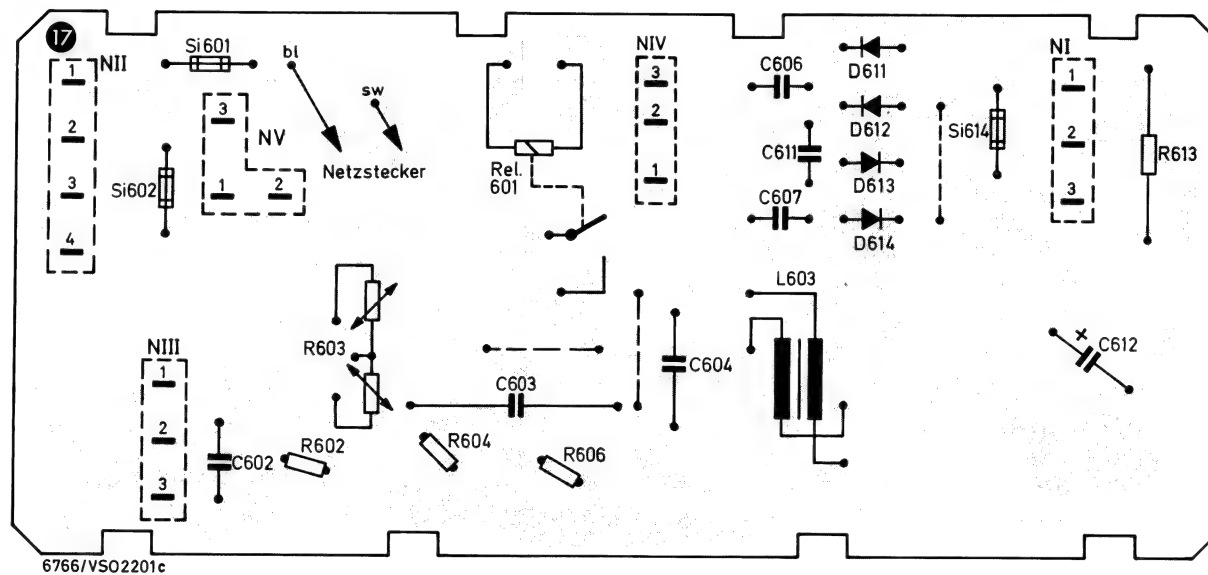 17
NII
1
2
3
4
Si601
bl
sw
Netzstecker
Si602
3
NV
1
2
Rel.
601
NIV
3
2
1
C606
C611
C607
D611
D612
D613
D614
Si614
NI
1
2
3
R613
R603
L603
C604
C603
+
C612
NIII
1
2
3
C602
R602
R604
R606
6766/VSO2201c